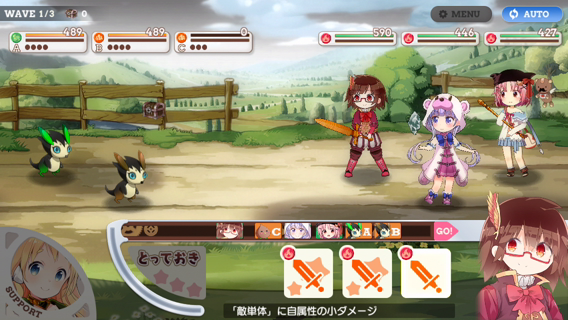 WAVE 1/3 0
MENU
AUTO
489 489 0 590 446 427
A B C
C A B GO!
とっておき
SUPPORT
「敵単体」に自属性の小ダメージ